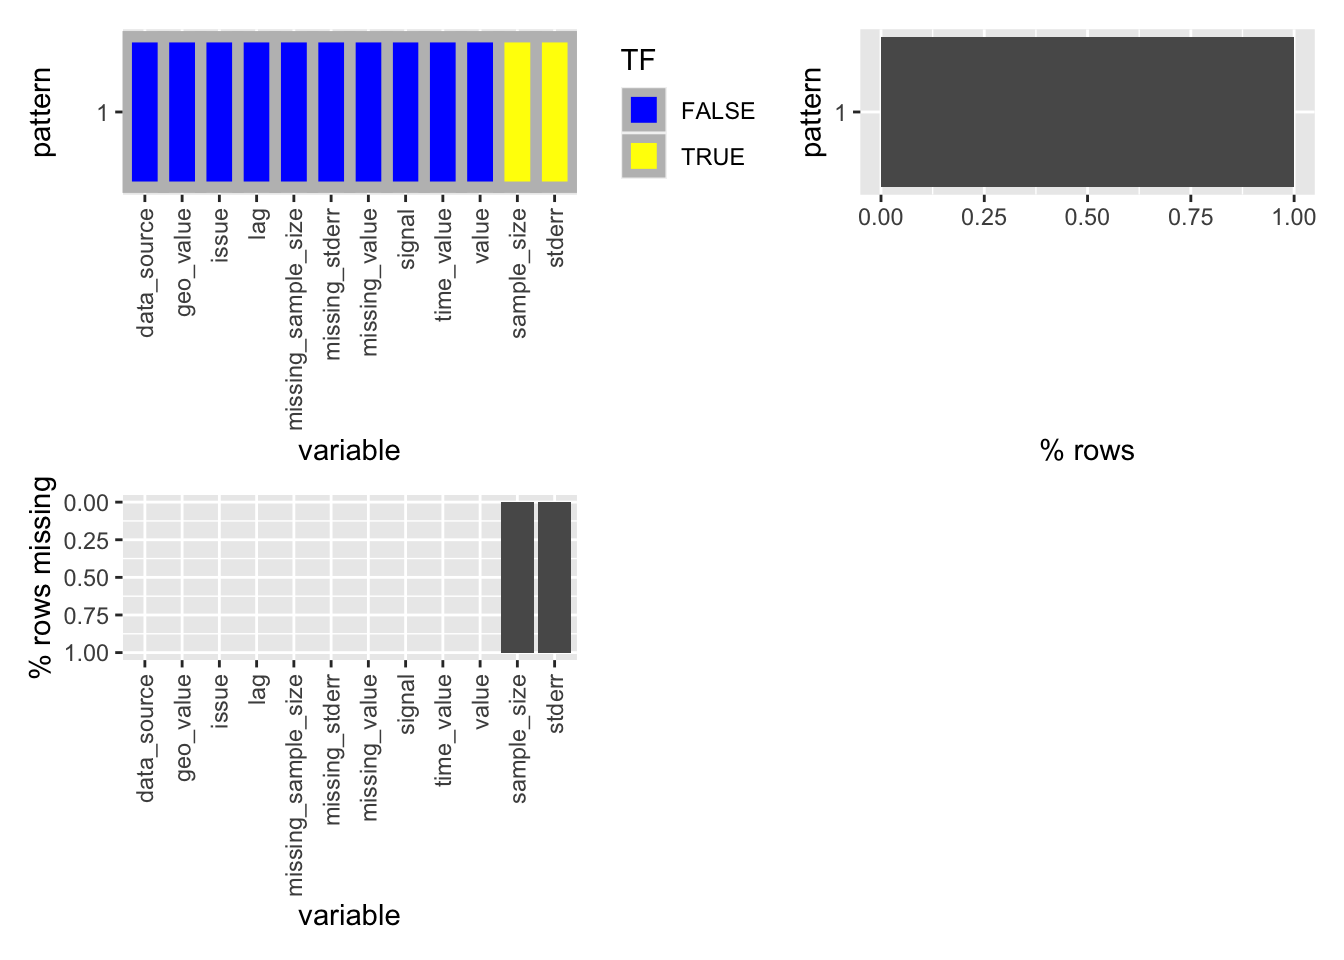 pattern
1
data_source
geo_value
issue
lag
missing_sample_size
missing_stderr
missing_value
signal
time_value
value
sample_size
stderr
variable
TF
FALSE
TRUE
pattern
1
0.00 0.25 0.50 0.75 1.00
% rows
% rows missing
0.00
0.25
0.50
0.75
1.00
data_source
geo_value
issue
lag
missing_sample_size
missing_stderr
missing_value
signal
time_value
value
sample_size
stderr
variable